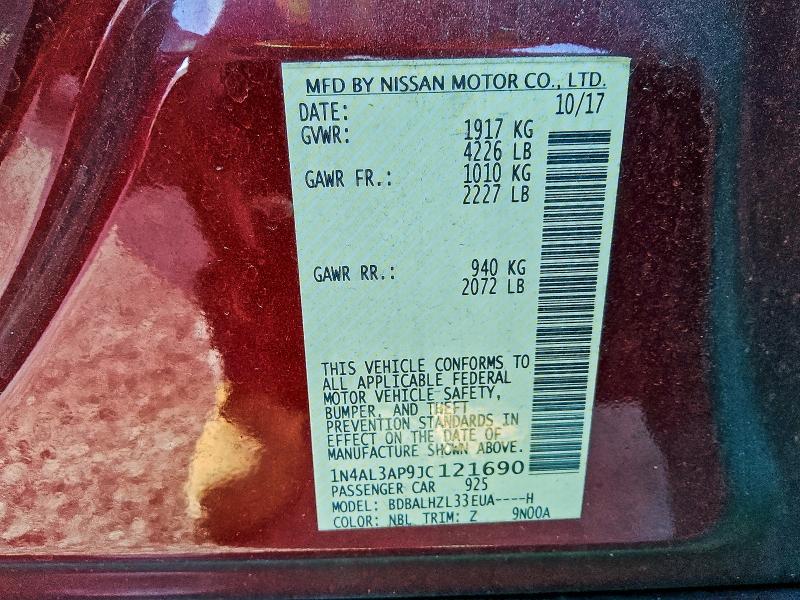 MFD BY NISSAN MOTOR CO., LTD.
DATE: 10/17
GVWR: 1917 KG
4226 LB
GAWR FR.: 1010 KG
2227 LB
GAWR RR.: 940 KG
2072 LB
THIS VEHICLE CONFORMS TO
ALL APPLICABLE FEDERAL
MOTOR VEHICLE SAFETY,
BUMPER, AND THEFT
PREVENTION STANDARDS IN
EFFECT ON THE DATE OF
MANUFACTURE SHOWN ABOVE.
1N4AL3AP9JC121690
PASSENGER CAR 925
MODEL: BDBALHZL33EUA----H
COLOR: NBL TRIM: Z 9N00A